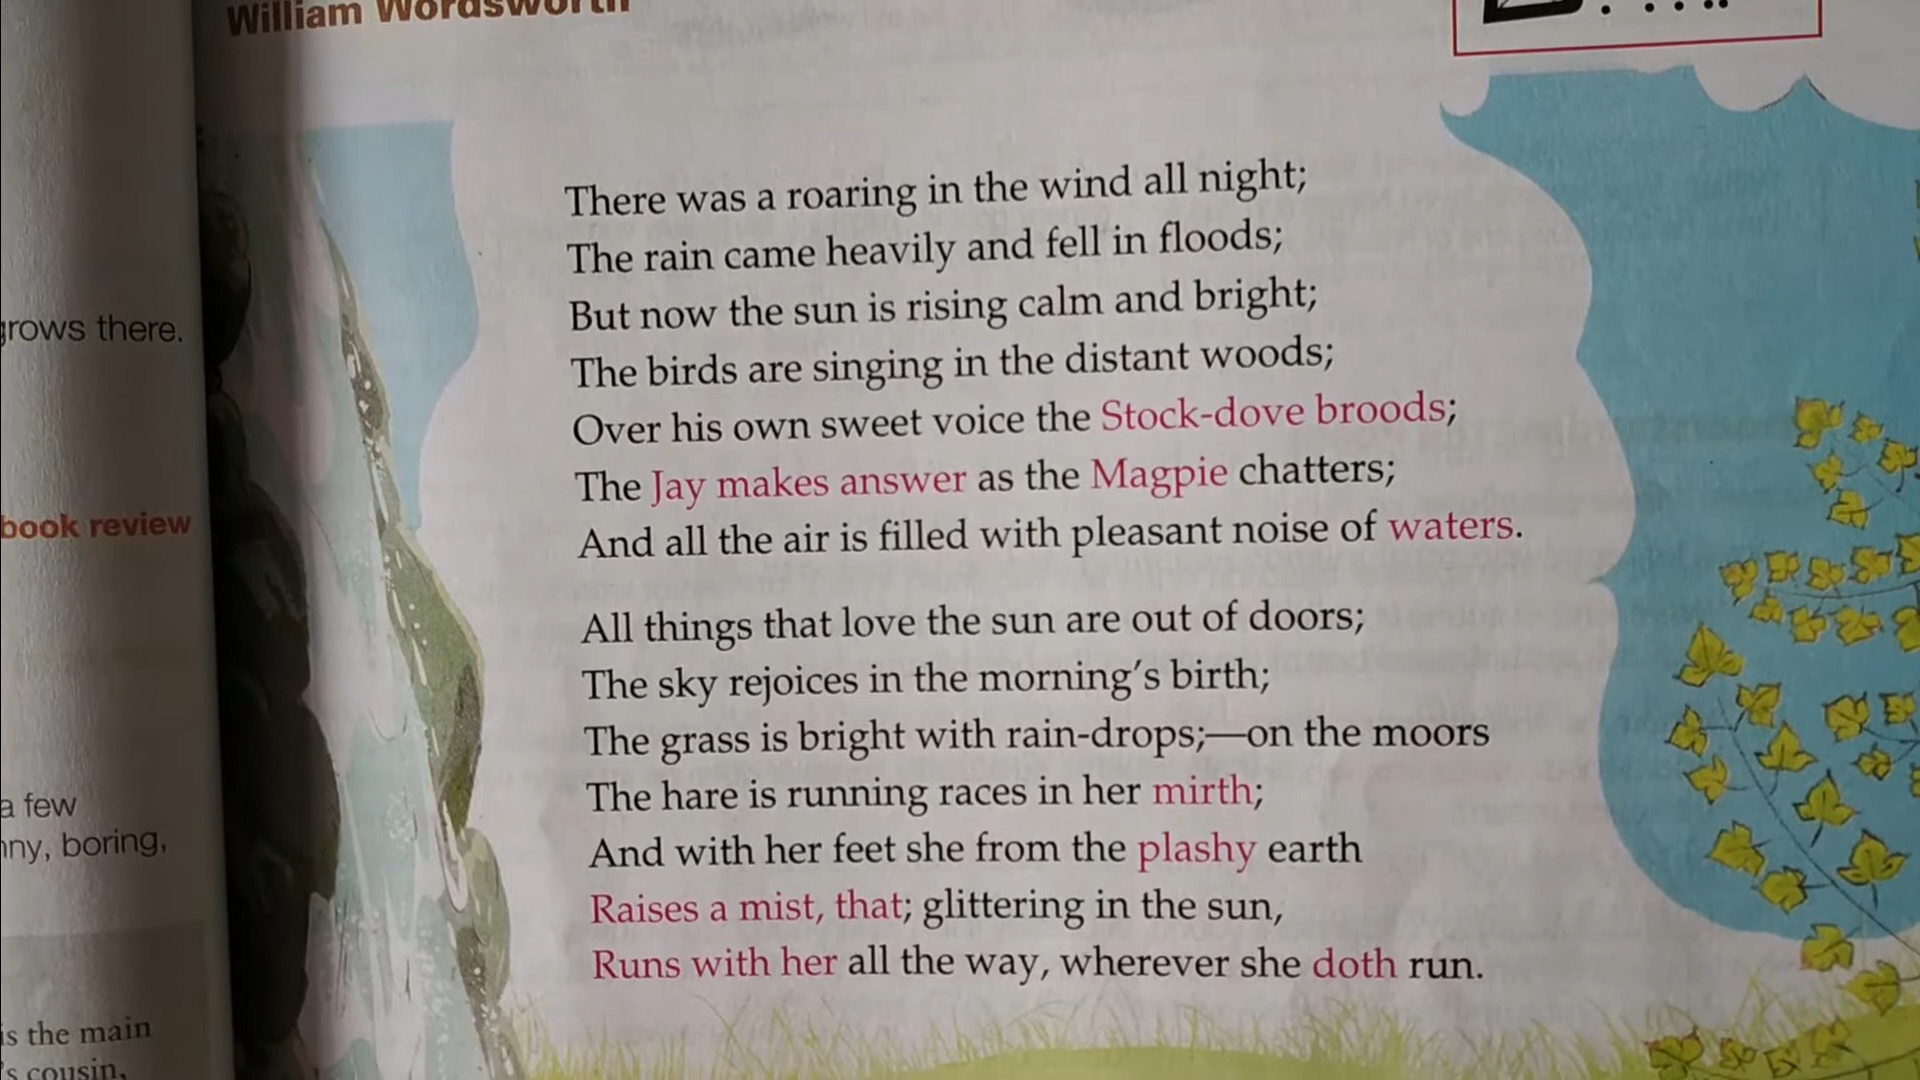 William Wordsworth
There was a roaring in the wind all night;
The rain came heavily and fell in floods;
But now the sun is rising calm and bright;
The birds are singing in the distant woods;
Over his own sweet voice the Stock-dove broods;
The Jay makes answer as the Magpie chatters;
And all the air is filled with pleasant noise of waters.
All things that love the sun are out of doors;
The sky rejoices in the morning's birth;
The grass is bright with rain-drops;—on the moors
The hare is running races in her mirth;
And with her feet she from the plashy earth
Raises a mist, that; glittering in the sun,
Runs with her all the way, wherever she doth run.
there.
book review
a few
boring,
is the main
's cousin,